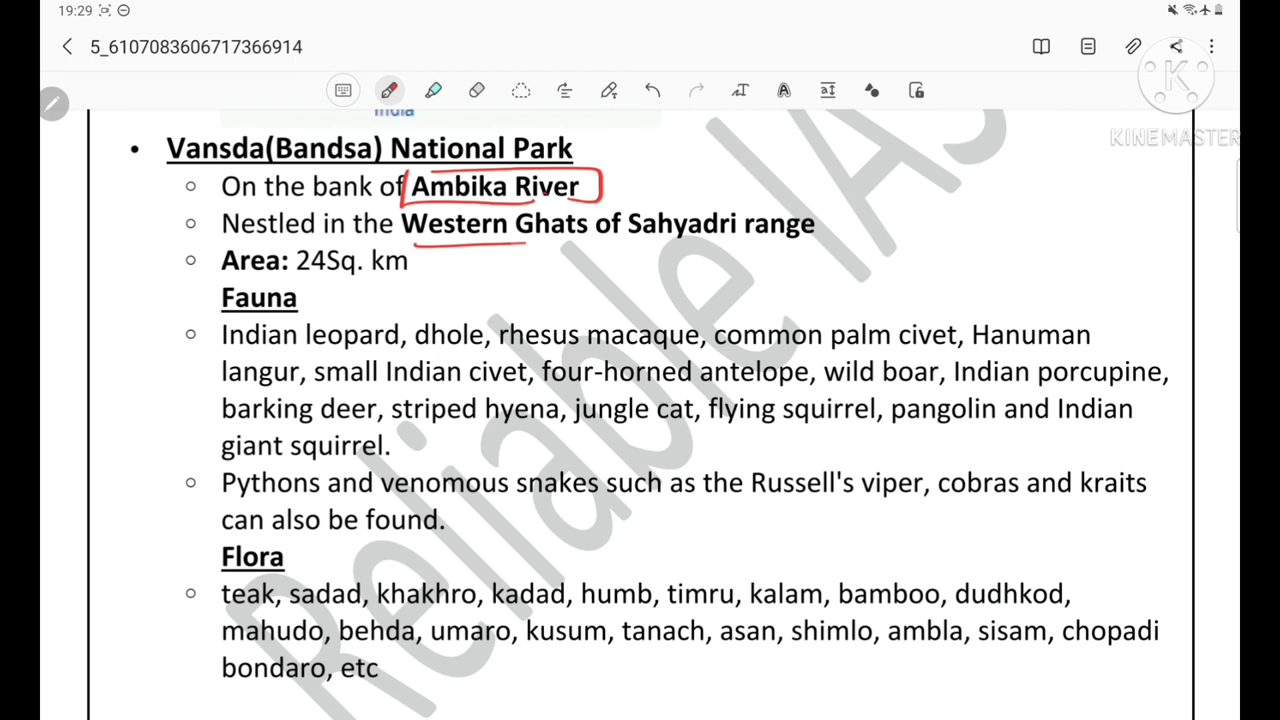 19:29
5_6107083606717366914
India
KINEMASTER
• Vansda(Bandsa) National Park
○ On the bank of Ambika River
○ Nestled in the Western Ghats of Sahyadri range
○ Area: 24Sq. km
Fauna
○ Indian leopard, dhole, rhesus macaque, common palm civet, Hanuman
langur, small Indian civet, four-horned antelope, wild boar, Indian porcupine,
barking deer, striped hyena, jungle cat, flying squirrel, pangolin and Indian
giant squirrel.
○ Pythons and venomous snakes such as the Russell's viper, cobras and kraits
can also be found.
Flora
○ teak, sadad, khakhro, kadad, humb, timru, kalam, bamboo, dudhkod,
mahudo, behda, umaro, kusum, tanach, asan, shimlo, ambla, sisam, chopadi
bondaro, etc
Reliable IAS